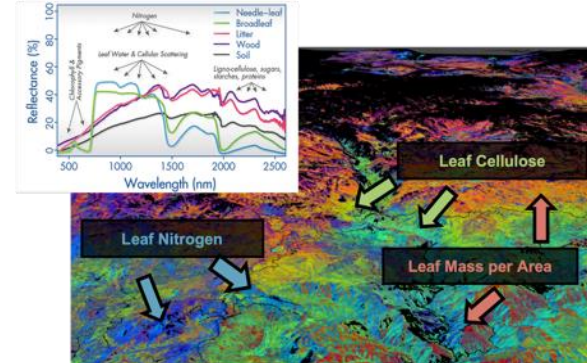 Nitrogen
Needle-leaf
Broadleaf
Litter
Wood
Soil
Leaf Water & Cellular Scattering
Ligno-cellulose, sugars,
starches, proteins
Chlorophyll &
Accessory Pigments
Reflectance (%)
100
80
60
40
20
0
500
1000
1500
2000
2500
Wavelength (nm)
Leaf Cellulose
Leaf Nitrogen
Leaf Mass per Area